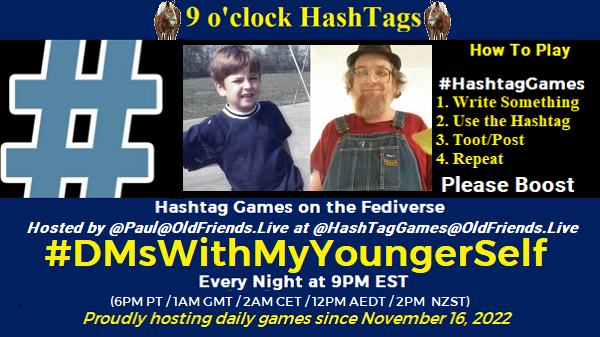 9 o'clock HashTags
#
How To Play
#HashtagGames
1. Write Something
2. Use the Hashtag
3. Toot/Post
4. Repeat
Please Boost
Hashtag Games on the Fediverse
Hosted by @Paul@OldFriends.Live at @HashTagGames@OldFriends.Live
#DMsWithMyYoungerSelf
Every Night at 9PM EST
(6PM PT / 1AM GMT / 2AM CET / 12PM AEDT / 2PM NZST)
Proudly hosting daily games since November 16, 2022